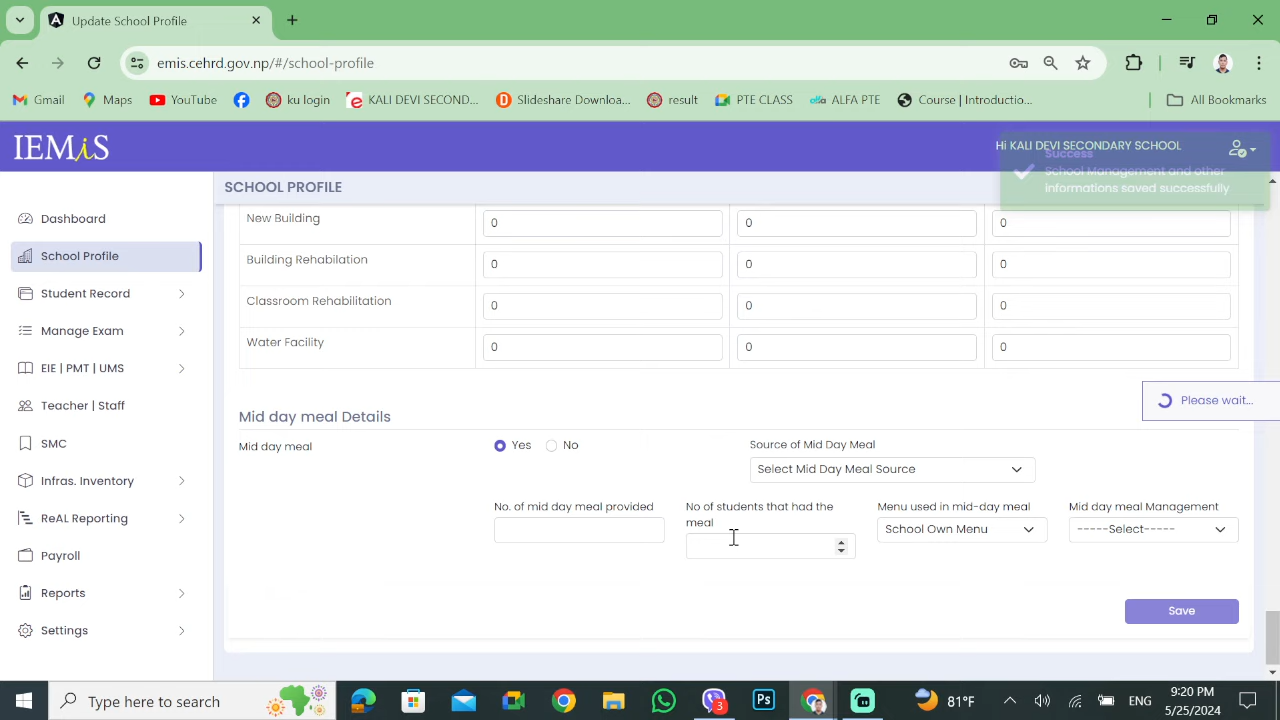 Update School Profile
emis.cehrd.gov.np/#/school-profile
Gmail
Maps
YouTube
ku login
KALI DEVI SECOND...
Slideshare Downloa...
result
PTE CLASS
ALFA PTE
Course | Introductio...
All Bookmarks
IEMiS
Hi KALI DEVI SECONDARY SCHOOL
Success
School Management and other
informations saved successfully
SCHOOL PROFILE
Dashboard
School Profile
Student Record
Manage Exam
EIE | PMT | UMS
Teacher | Staff
SMC
Infras. Inventory
ReAL Reporting
Payroll
Reports
Settings
New Building 0 0 0
Building Rehabilation 0 0 0
Classroom Rehabilitation 0 0 0
Water Facility 0 0 0
Please wait...
Mid day meal Details
Mid day meal
Yes No
Source of Mid Day Meal
Select Mid Day Meal Source
No. of mid day meal provided
No of students that had the
meal
Menu used in mid-day meal
School Own Menu
Mid day meal Management
-----Select-----
Save
Type here to search
3
Ps
81°F
ENG
9:20 PM
5/25/2024